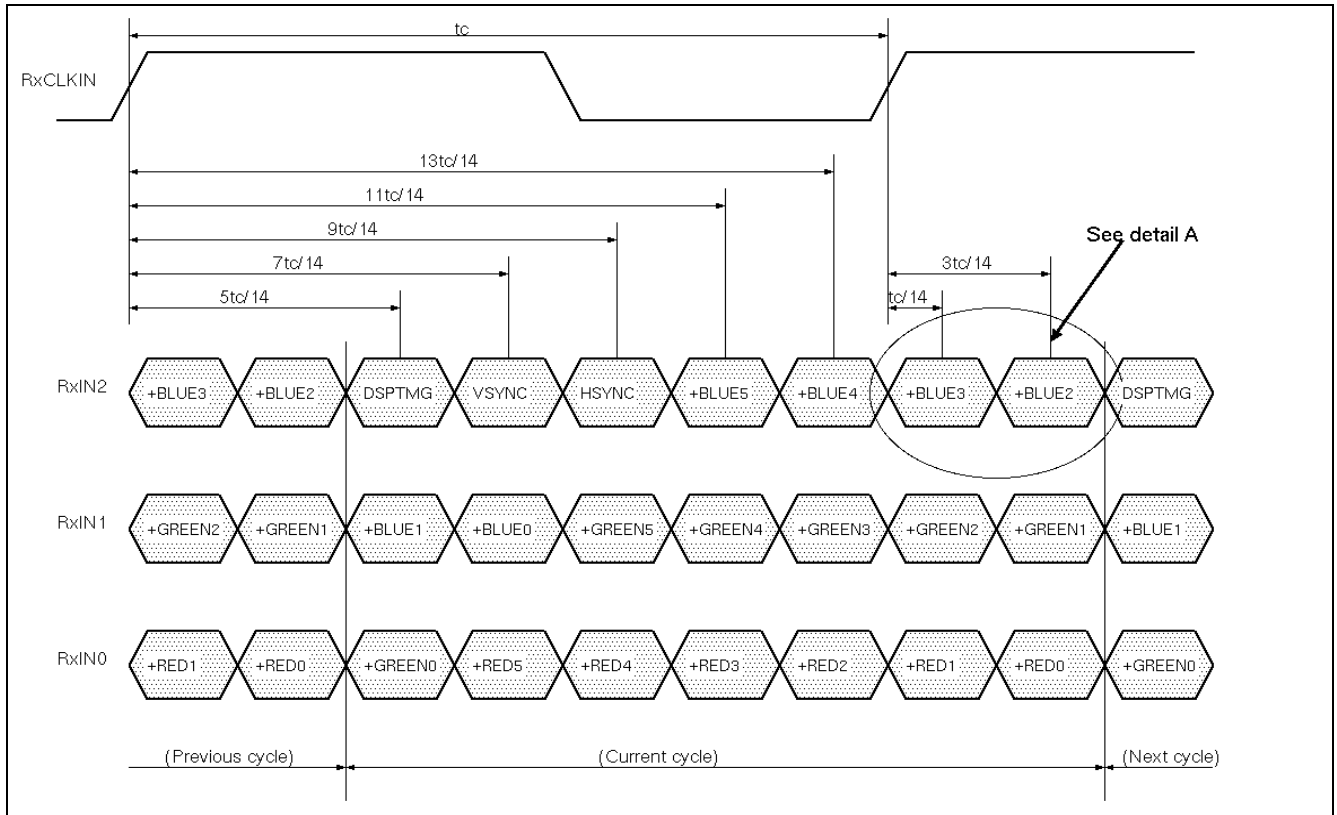 tc
RxCLKIN
13tc/14
11tc/14
9tc/14
See detail A
7tc/14
3tc/14
5tc/14
tc/14
RxIN2 +BLUE3 +BLUE2 DSPTMG VSYNC HSYNC +BLUE5 +BLUE4 +BLUE3 +BLUE2 DSPTMG
RxIN1 +GREEN2 +GREEN1 +BLUE1 +BLUE0 +GREEN5 +GREEN4 +GREEN3 +GREEN2 +GREEN1 +BLUE1
RxIN0 +RED1 +RED0 +GREEN0 +RED5 +RED4 +RED3 +RED2 +RED1 +RED0 +GREEN0
(Previous cycle) (Current cycle) (Next cycle)